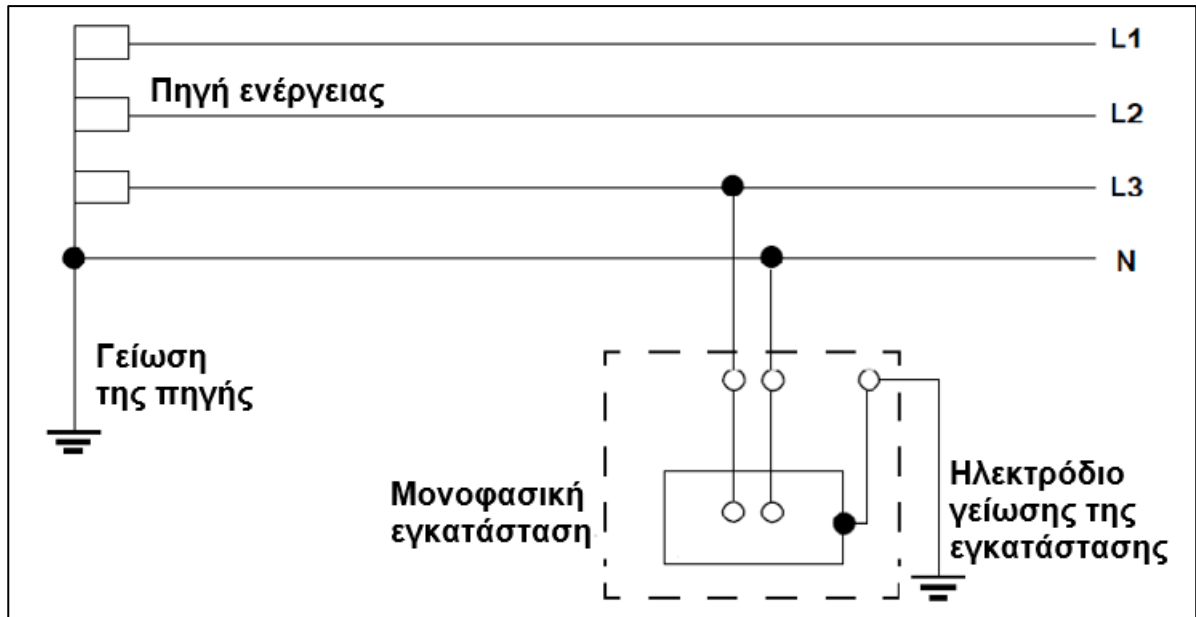 L1
Πηγή ενέργειας
L2
L3
N
Γείωση
της πηγής
Μονοφασική
εγκατάσταση
Ηλεκτρόδιο
γείωσης της
εγκατάστασης